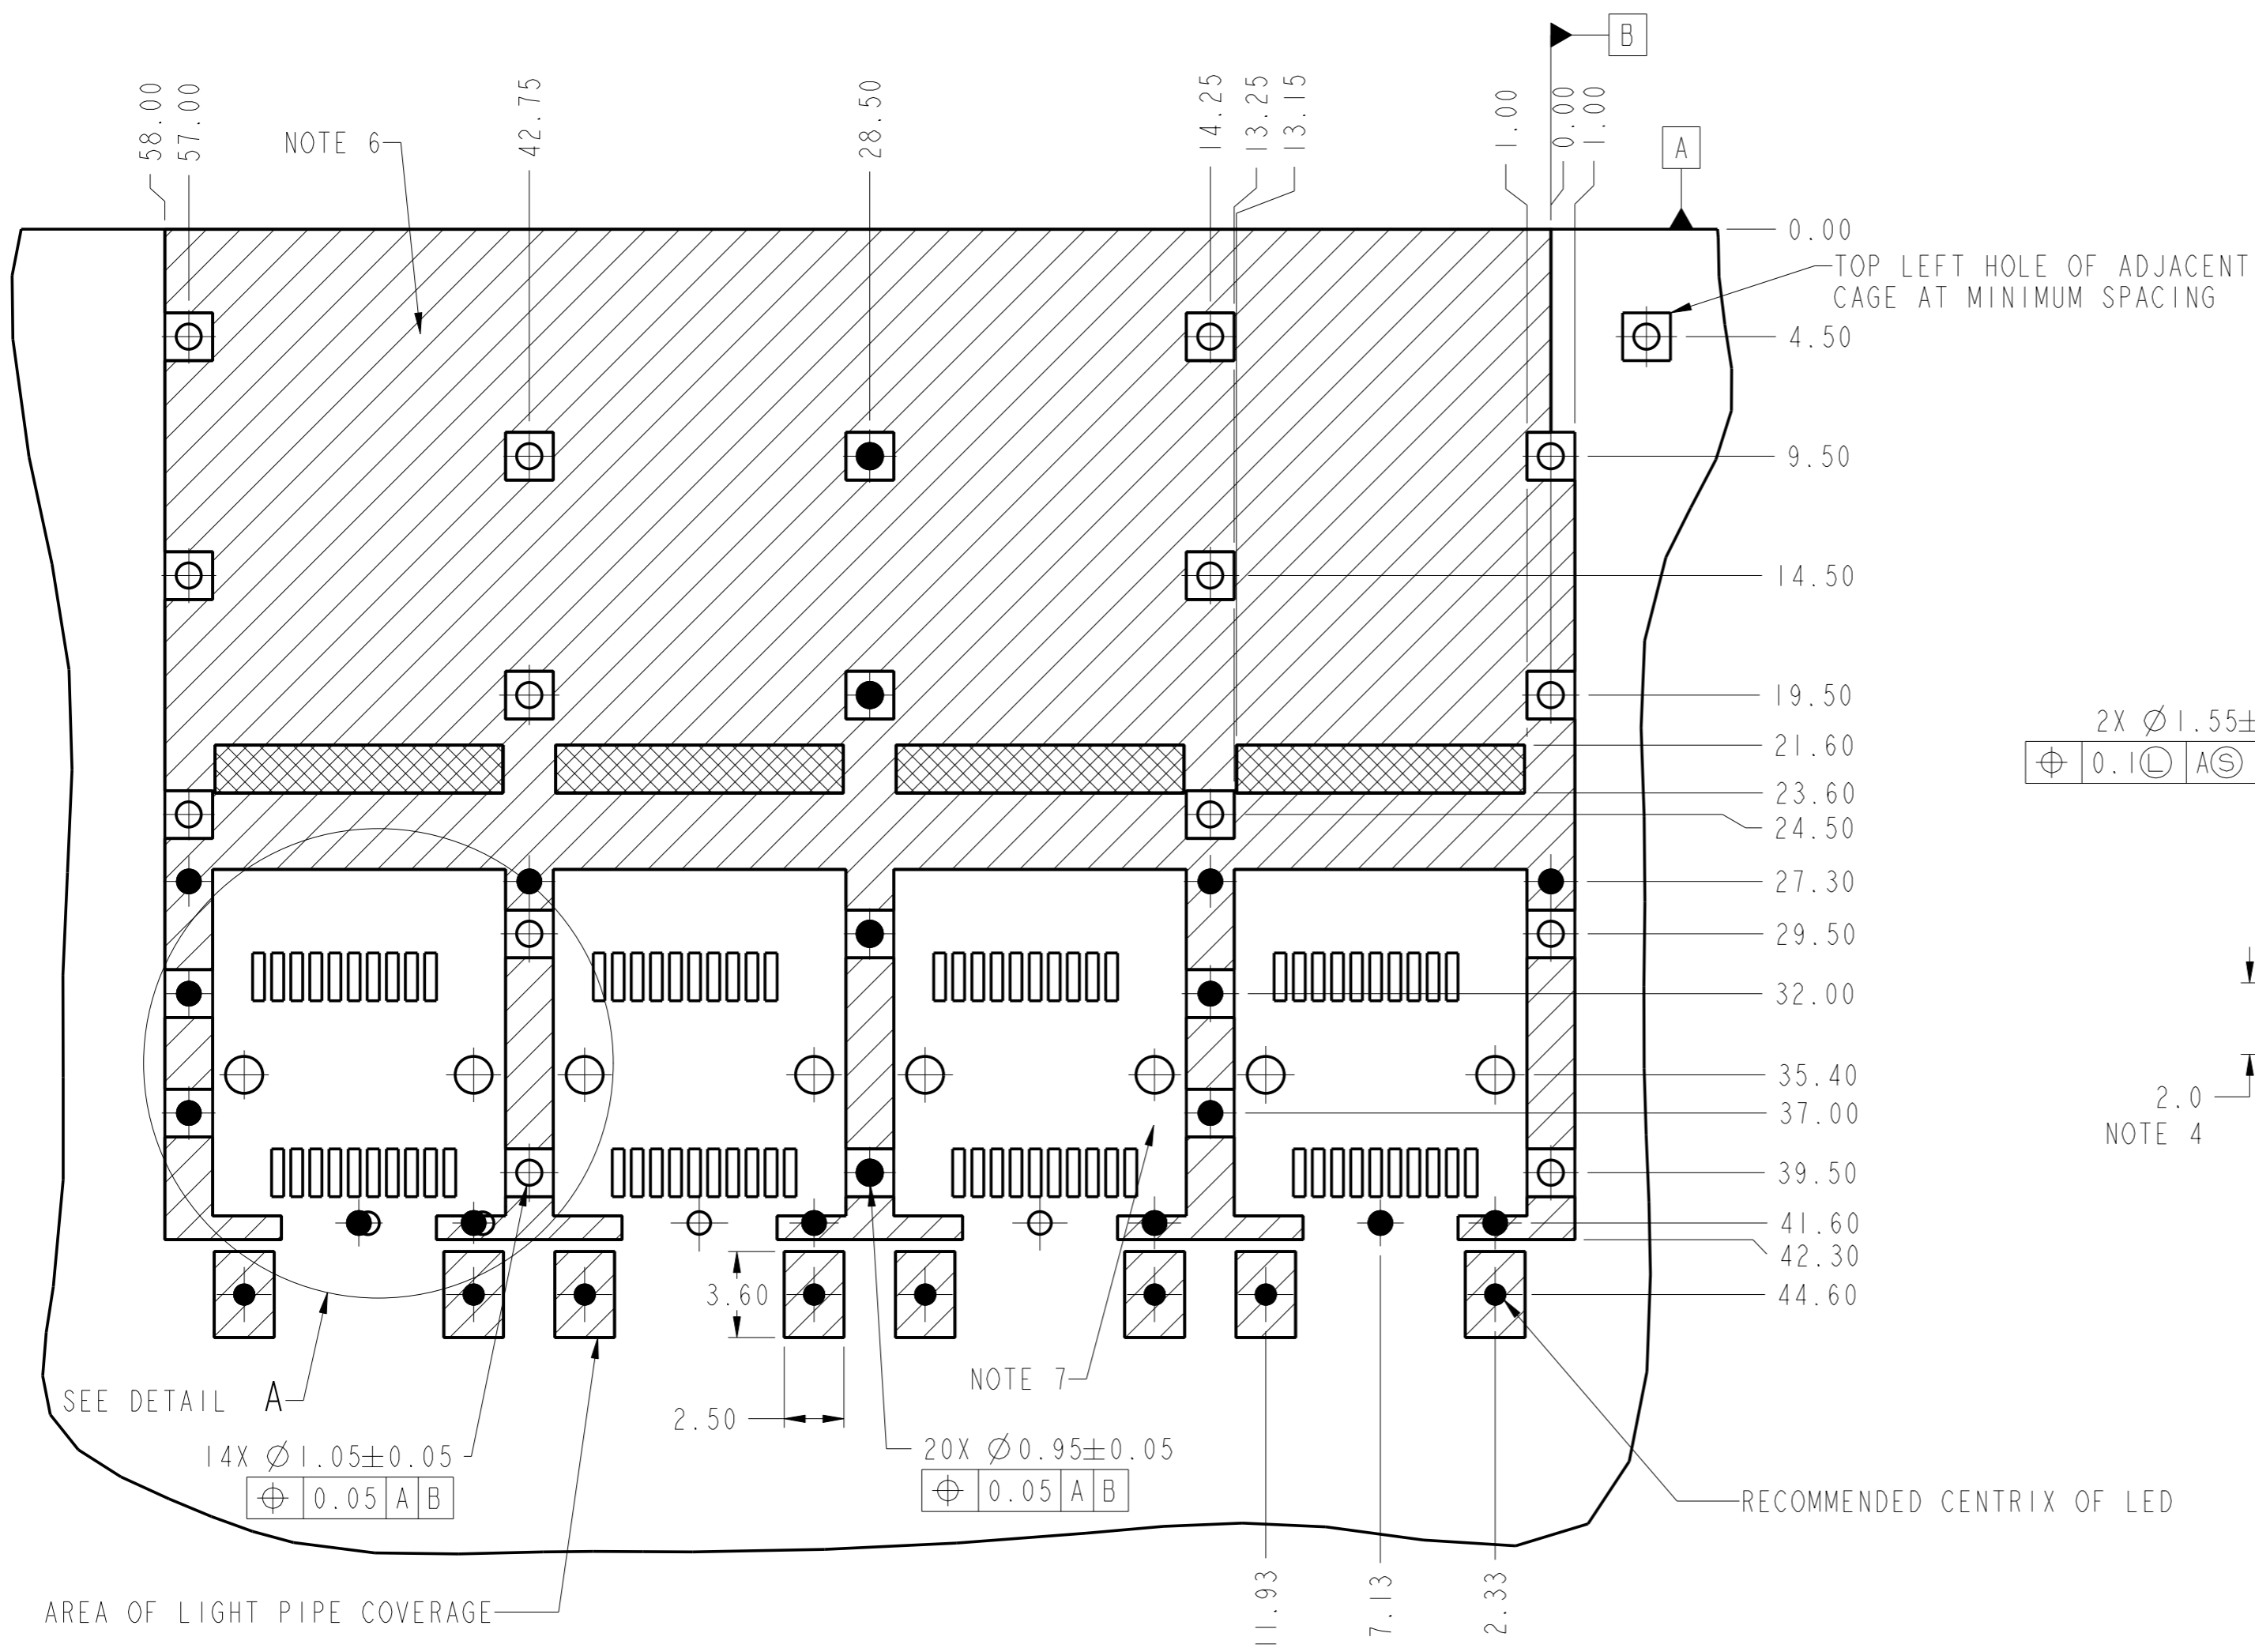 B
58.00
57.00
42.75
28.50
14.25
13.25
13.15
1.00
0.00
1.00
NOTE 6
A
0.00
TOP LEFT HOLE OF ADJACENT
CAGE AT MINIMUM SPACING
4.50
9.50
14.50
19.50
2X ⌀1.55±
⌖ 0.1Ⓛ AⓈ
21.60
23.60
24.50
27.30
29.50
32.00
35.40
37.00
2.0
NOTE 4
39.50
41.60
42.30
44.60
3.60
2.50
SEE DETAIL A
NOTE 7
14X ⌀1.05±0.05
⌖ 0.05 A B
20X ⌀0.95±0.05
⌖ 0.05 A B
RECOMMENDED CENTRIX OF LED
AREA OF LIGHT PIPE COVERAGE
11.93
7.13
2.33